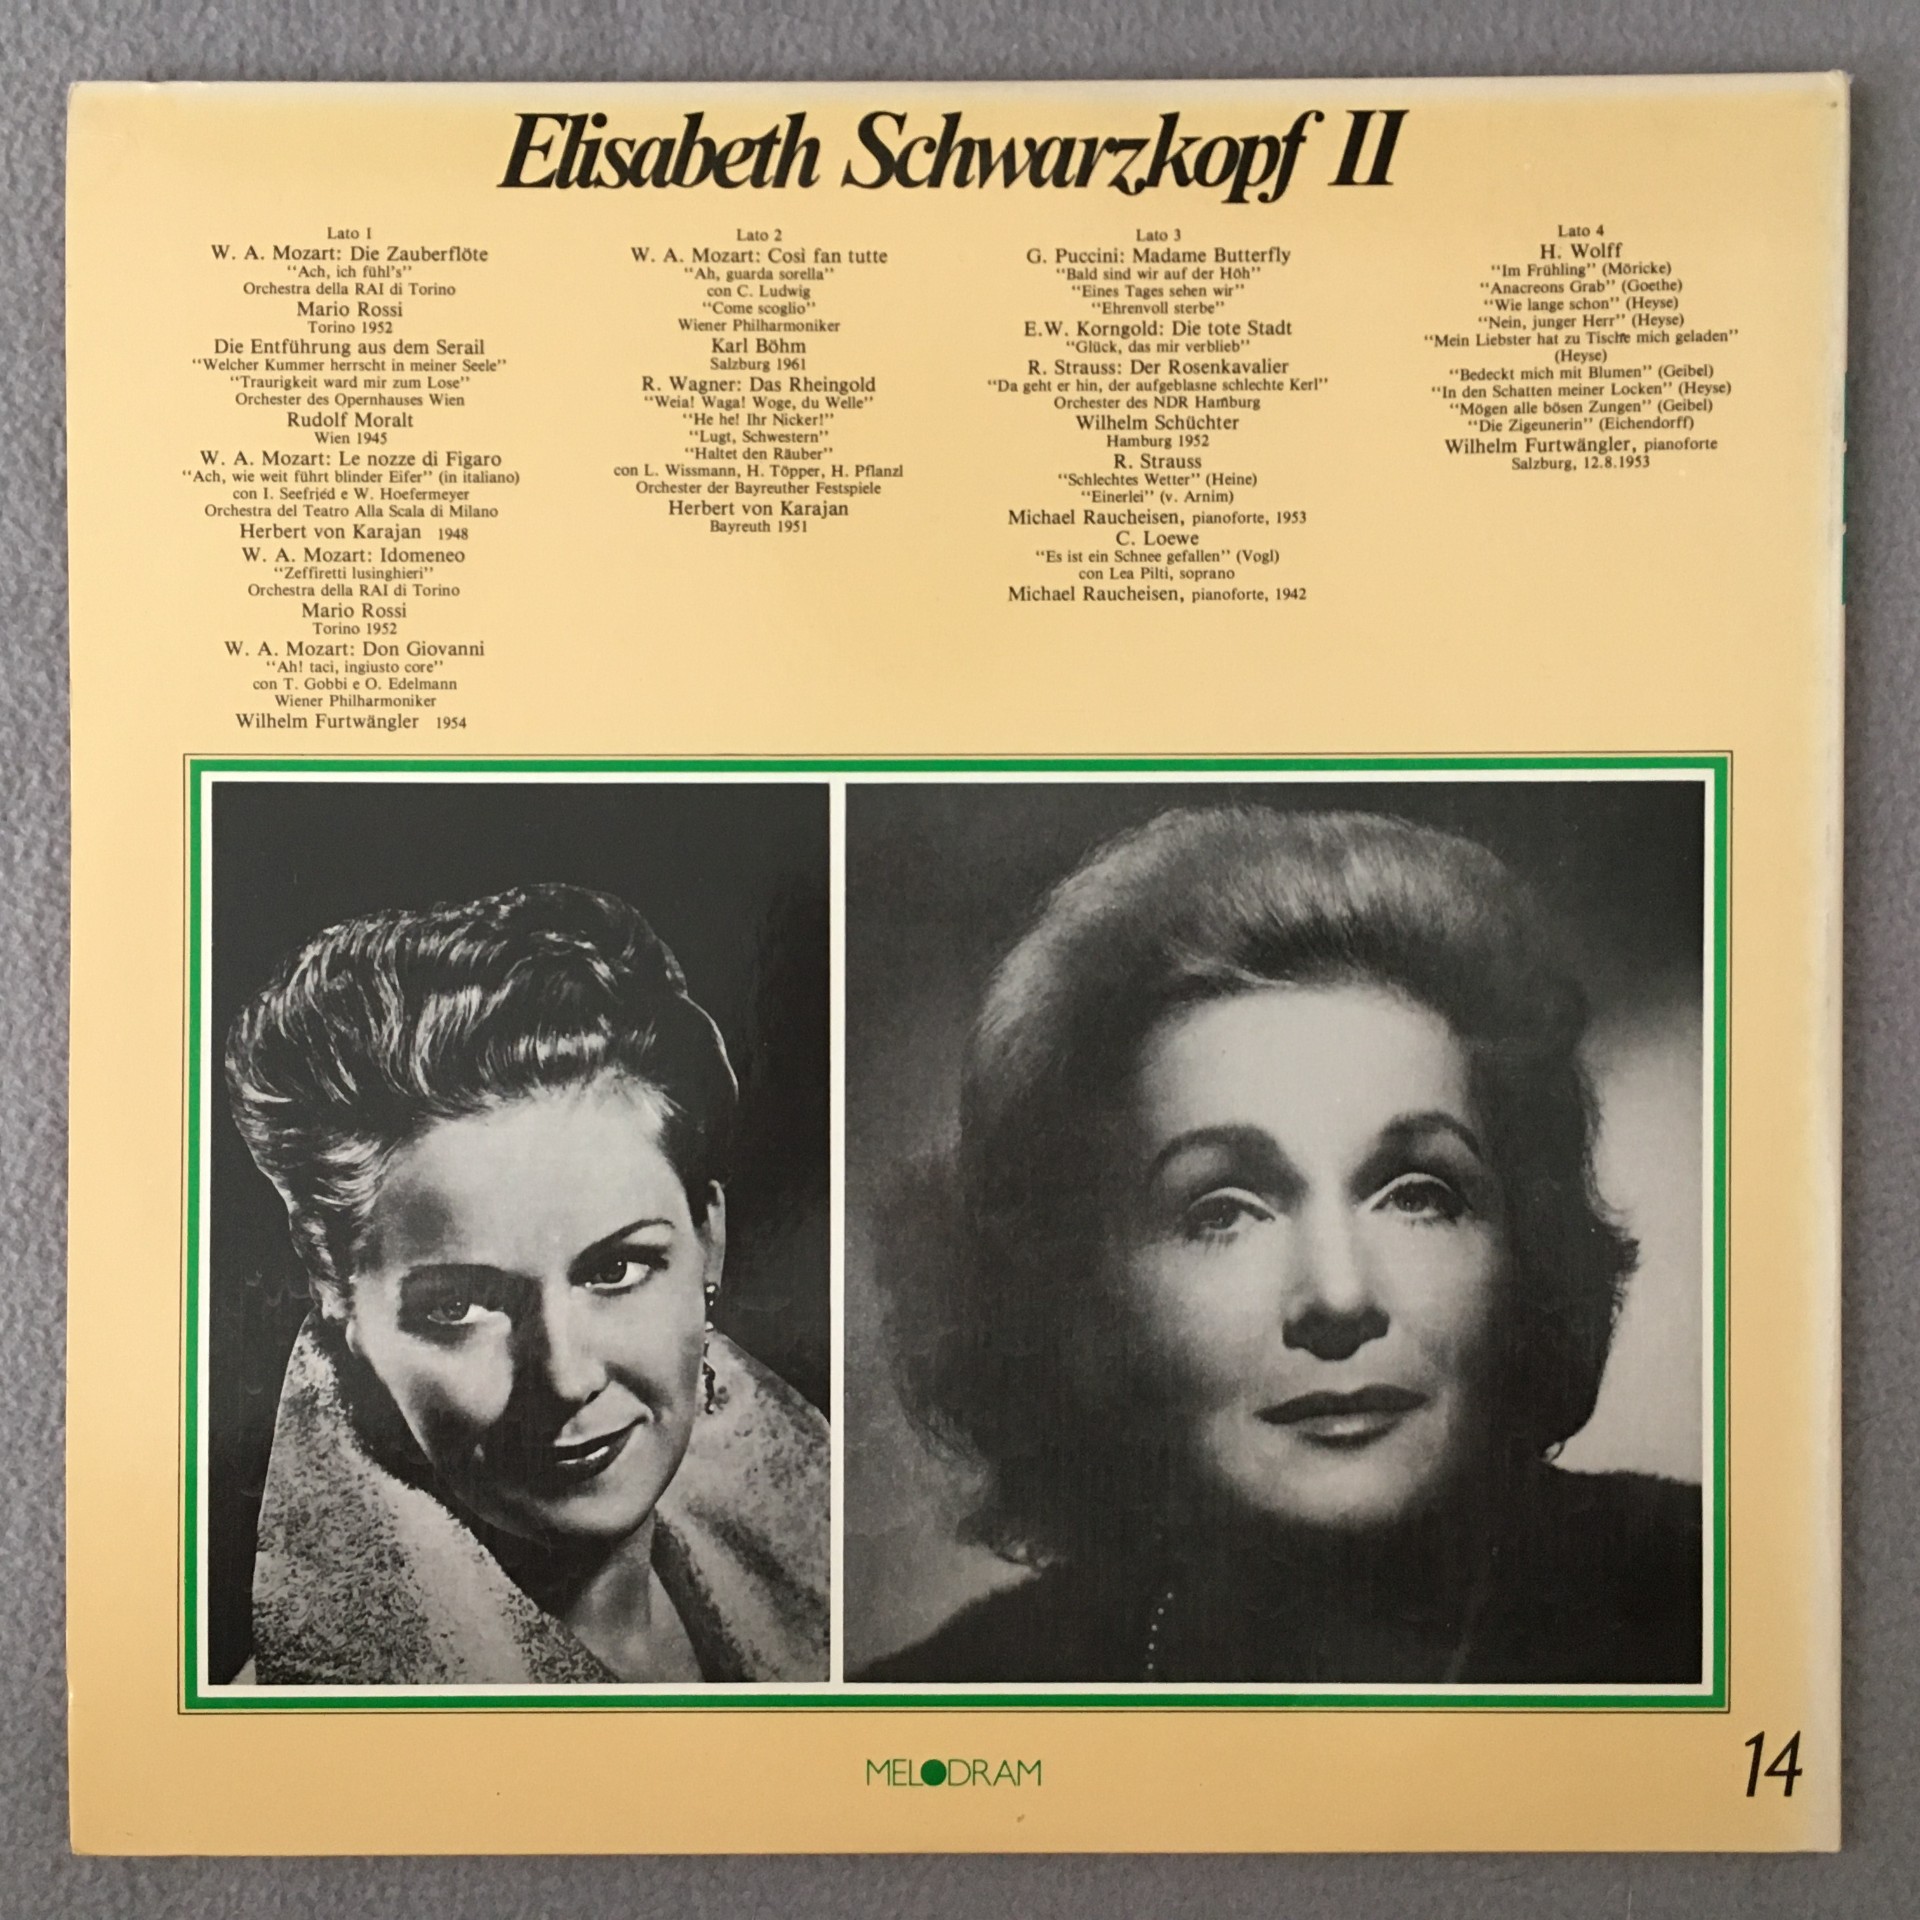 Elisabeth Schwarzkopf II
Lato 1
W. A. Mozart: Die Zauberflöte
"Ach, ich fühl's"
Orchestra della RAI di Torino
Mario Rossi
Torino 1952
Die Entführung aus dem Serail
"Welcher Kummer herrscht in meiner Seele"
"Traurigkeit ward mir zum Lose"
Orchester des Opernhauses Wien
Rudolf Moralt
Wien 1945
W. A. Mozart: Le nozze di Figaro
"Ach, wie weit führt blinder Eifer" (in italiano)
con I. Seefried e W. Hoefermeyer
Orchestra del Teatro Alla Scala di Milano
Herbert von Karajan 1948
W. A. Mozart: Idomeneo
"Zeffiretti lusinghieri"
Orchestra della RAI di Torino
Mario Rossi
Torino 1952
W. A. Mozart: Don Giovanni
"Ah! taci, ingiusto core"
con T. Gobbi e O. Edelmann
Wiener Philharmoniker
Wilhelm Furtwängler 1954
Lato 2
W. A. Mozart: Così fan tutte
"Ah, guarda sorella"
con C. Ludwig
"Come scoglio"
Wiener Philharmoniker
Karl Böhm
Salzburg 1961
R. Wagner: Das Rheingold
"Weia! Waga! Woge, du Welle"
"He he! Ihr Nicker!"
"Lugt, Schwestern"
"Haltet den Räuber"
con L. Wissmann, H. Töpper, H. Pflanzl
Orchester der Bayreuther Festspiele
Herbert von Karajan
Bayreuth 1951
Lato 3
G. Puccini: Madame Butterfly
"Bald sind wir auf der Höh"
"Eines Tages sehen wir"
"Ehrenvoll sterbe"
E.W. Korngold: Die tote Stadt
"Glück, das mir verblieb"
R. Strauss: Der Rosenkavalier
"Da geht er hin, der aufgeblasne schlechte Kerl"
Orchester des NDR Hamburg
Wilhelm Schüchter
Hamburg 1952
R. Strauss
"Schlechtes Wetter" (Heine)
"Einerlei" (v. Arnim)
Michael Raucheisen, pianoforte, 1953
C. Loewe
"Es ist ein Schnee gefallen" (Vogl)
con Lea Pilti, soprano
Michael Raucheisen, pianoforte, 1942
Lato 4
H. Wolff
"Im Frühling" (Möricke)
"Anacreons Grab" (Goethe)
"Wie lange schon" (Heyse)
"Nein, junger Herr" (Heyse)
"Mein Liebster hat zu Tische mich geladen"
(Heyse)
"Bedeckt mich mit Blumen" (Geibel)
"In den Schatten meiner Locken" (Heyse)
"Mögen alle bösen Zungen" (Geibel)
"Die Zigeunerin" (Eichendorff)
Wilhelm Furtwängler, pianoforte
Salzburg, 12.8.1953
MELODRAM
14